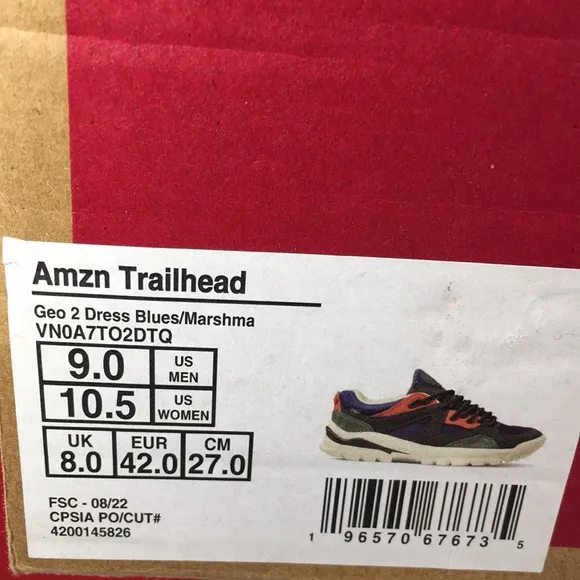 Amzn Trailhead
Geo 2 Dress Blues/Marshma
VN0A7TO2DTQ
9.0 US MEN
10.5 US WOMEN
UK EUR CM
8.0 42.0 27.0
FSC - 08/22
CPSIA PO/CUT#
4200145826
1 96570 67673 5